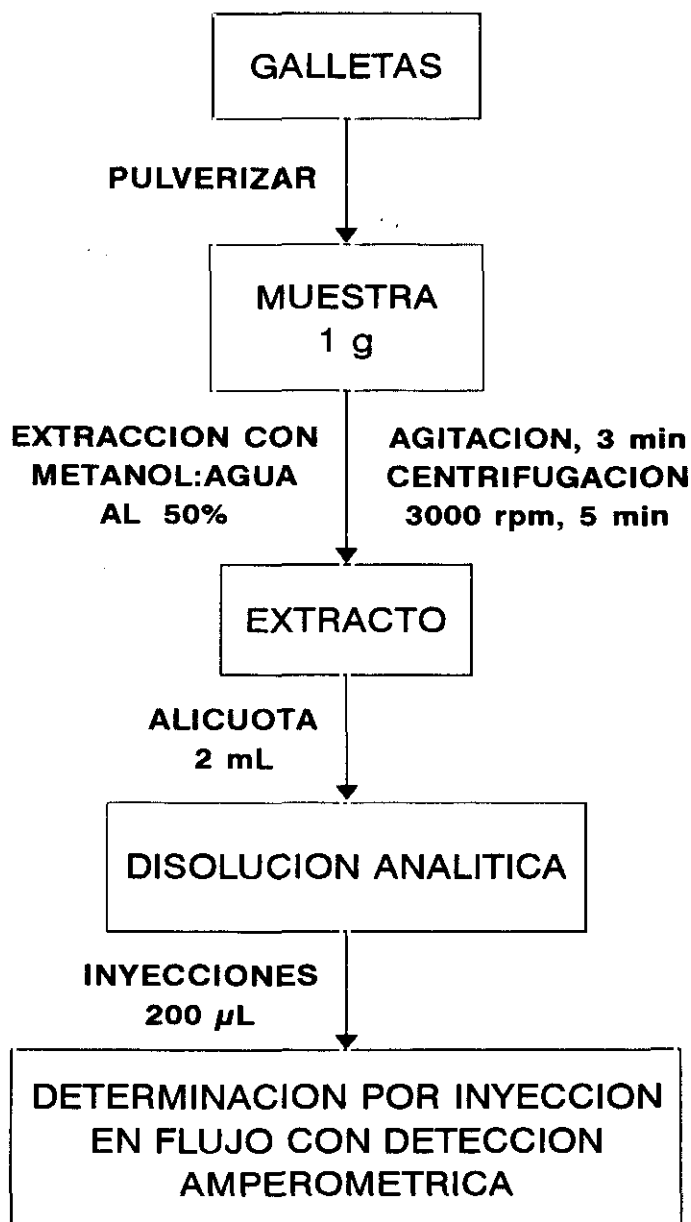 GALLETAS
PULVERIZAR
MUESTRA
1 g
EXTRACCION CON
METANOL:AGUA
AL 50%
AGITACION, 3 min
CENTRIFUGACION
3000 rpm, 5 min
EXTRACTO
ALICUOTA
2 mL
DISOLUCION ANALITICA
INYECCIONES
200 µL
DETERMINACION POR INYECCION
EN FLUJO CON DETECCION
AMPEROMETRICA